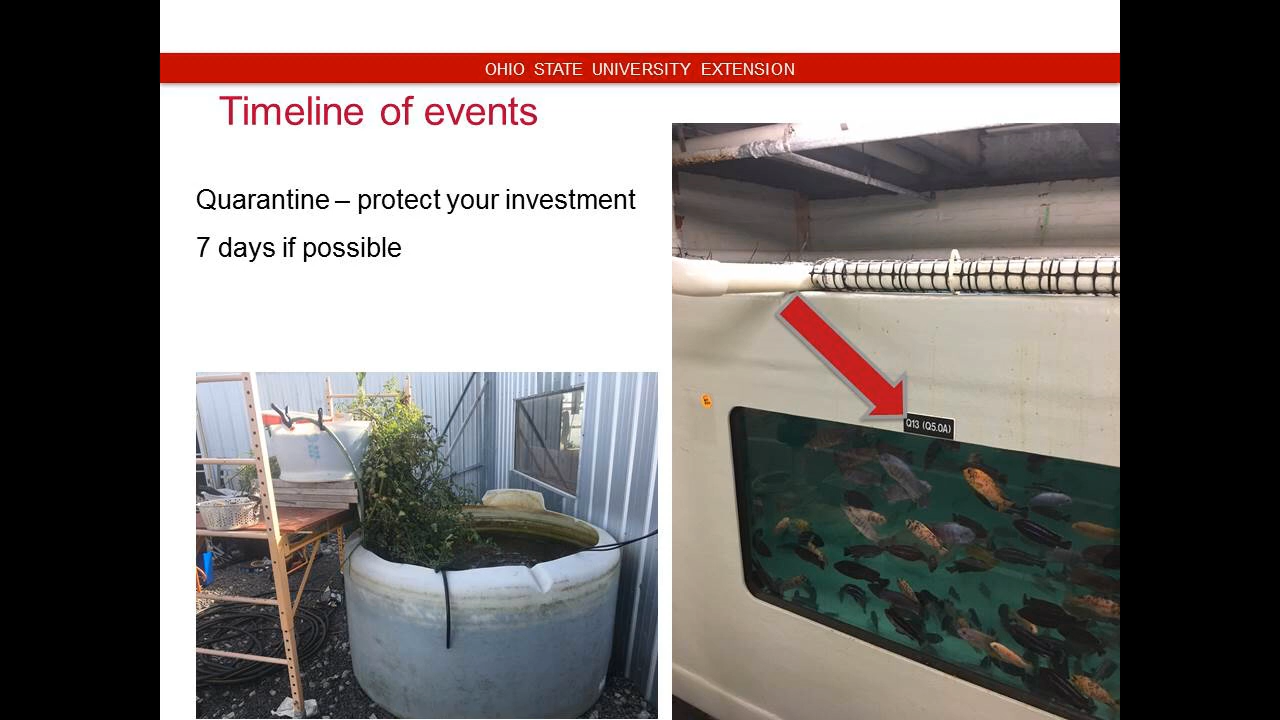 OHIO STATE UNIVERSITY EXTENSION
Timeline of events
Quarantine – protect your investment
7 days if possible
Q13 (Q5.0A)